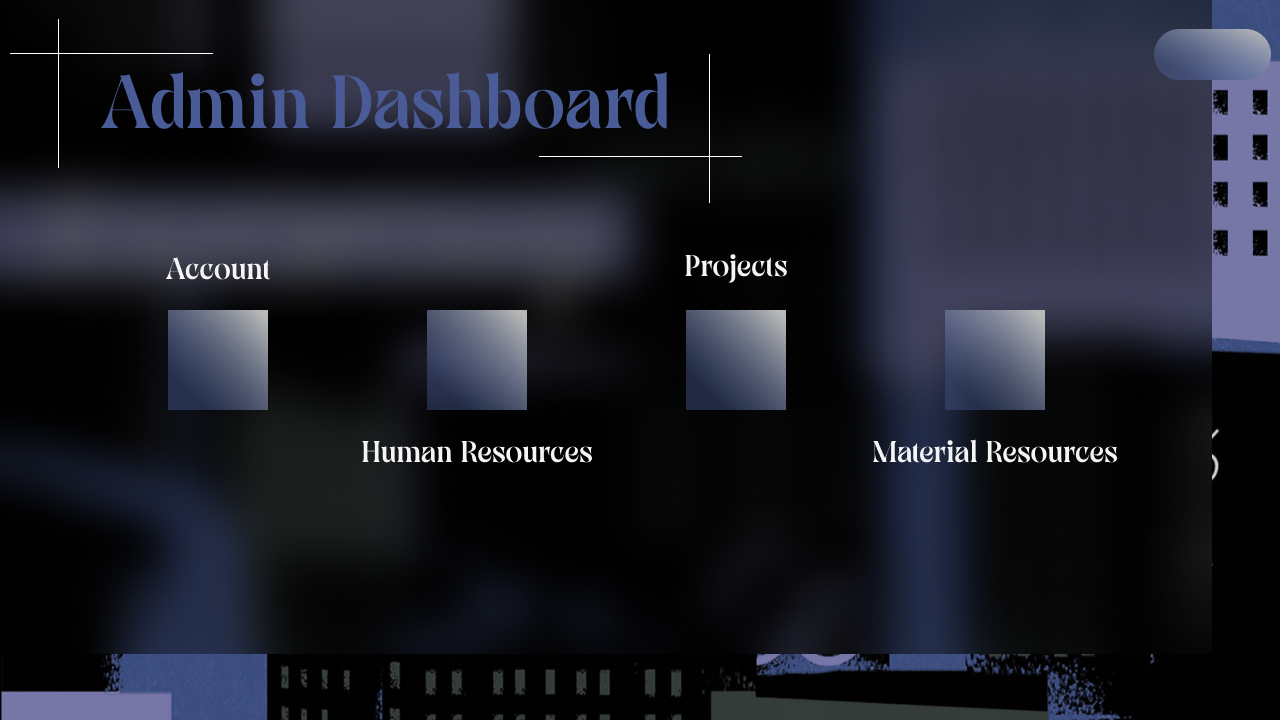 Admin Dashboard
Account
Projects
Human Resources
Material Resources